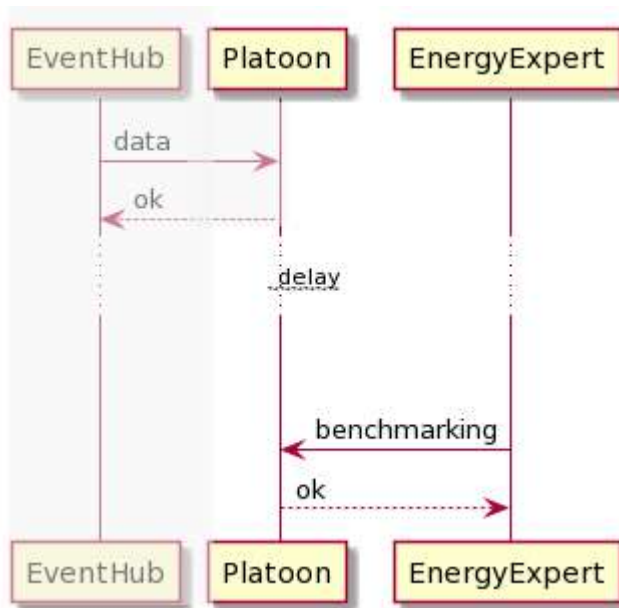 EventHub Platoon EnergyExpert
data
ok
delay
benchmarking
ok
EventHub Platoon EnergyExpert